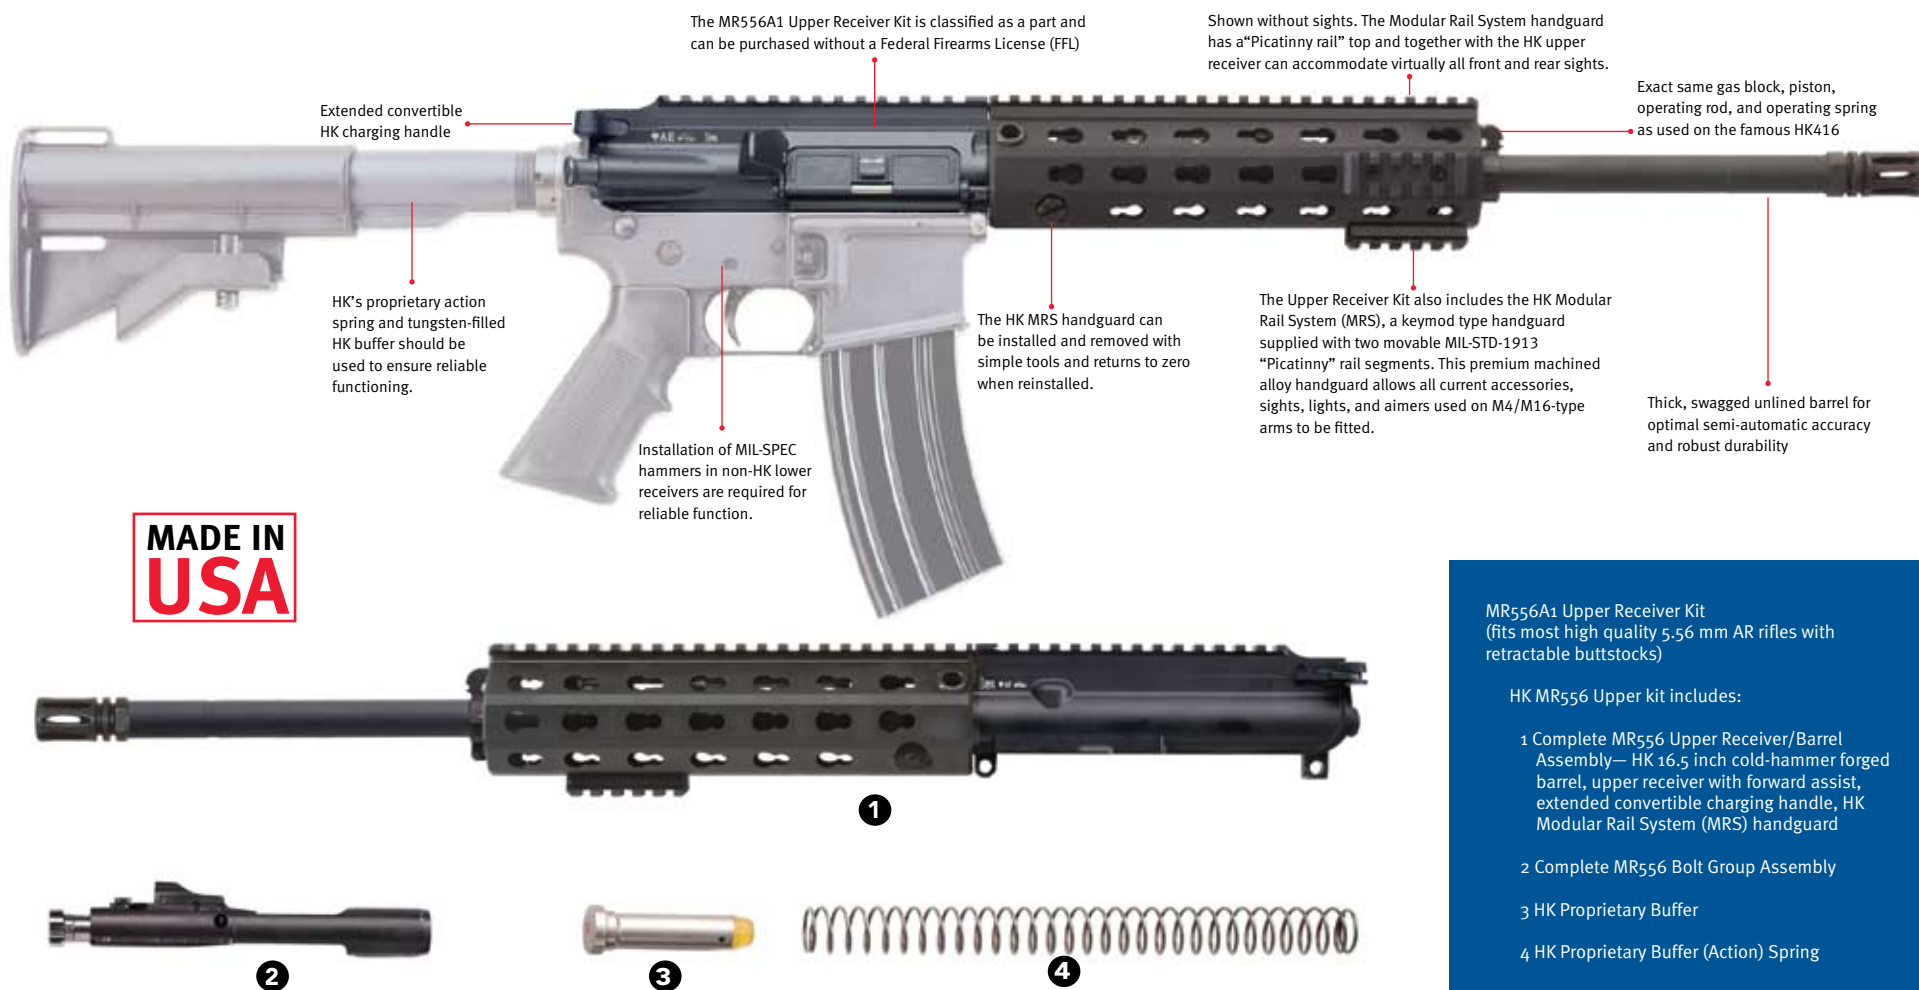 The MR556A1 Upper Receiver Kit is classified as a part and
can be purchased without a Federal Firearms License (FFL)
Shown without sights. The Modular Rail System handguard
has a“Picatinny rail” top and together with the HK upper
receiver can accommodate virtually all front and rear sights.
Extended convertible
HK charging handle
Exact same gas block, piston,
operating rod, and operating spring
as used on the famous HK416
HK’s proprietary action
spring and tungsten-filled
HK buffer should be
used to ensure reliable
functioning.
The HK MRS handguard can
be installed and removed with
simple tools and returns to zero
when reinstalled.
The Upper Receiver Kit also includes the HK Modular
Rail System (MRS), a keymod type handguard
supplied with two movable MIL-STD-1913
“Picatinny” rail segments. This premium machined
alloy handguard allows all current accessories,
sights, lights, and aimers used on M4/M16-type
arms to be fitted.
Thick, swagged unlined barrel for
optimal semi-automatic accuracy
and robust durability
Installation of MIL-SPEC
hammers in non-HK lower
receivers are required for
reliable function.
MADE IN
USA
MR556A1 Upper Receiver Kit
(fits most high quality 5.56 mm AR rifles with
retractable buttstocks)
HK MR556 Upper kit includes:
1 Complete MR556 Upper Receiver/Barrel
Assembly— HK 16.5 inch cold-hammer forged
barrel, upper receiver with forward assist,
extended convertible charging handle, HK
Modular Rail System (MRS) handguard
2 Complete MR556 Bolt Group Assembly
3 HK Proprietary Buffer
4 HK Proprietary Buffer (Action) Spring
1
2
3
4